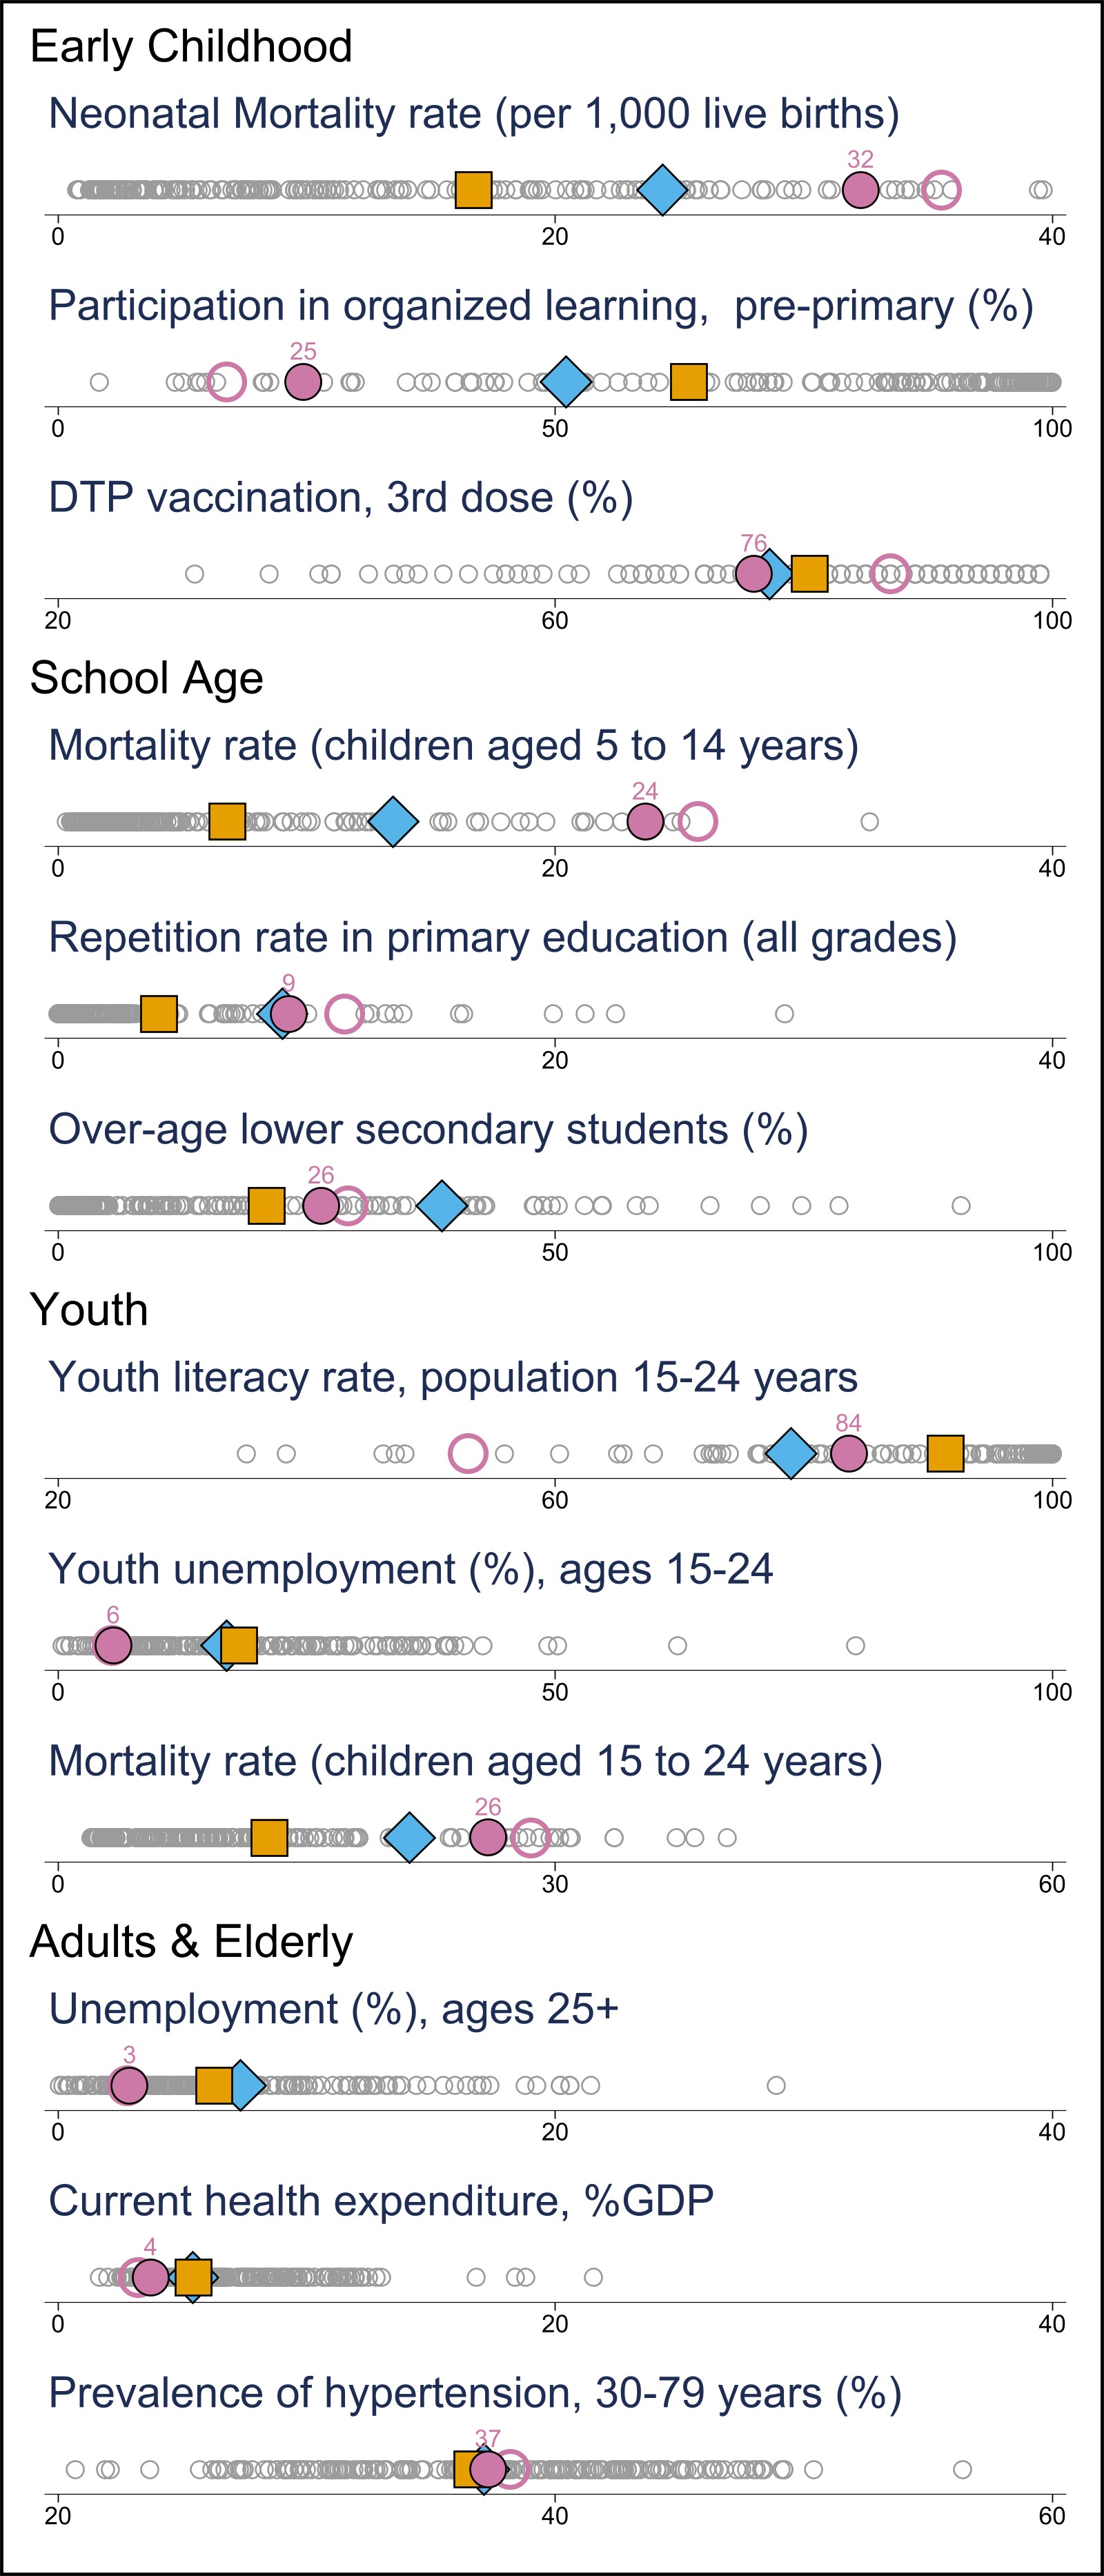 Early Childhood
Neonatal Mortality rate (per 1,000 live births)
32
0 20 40
Participation in organized learning, pre-primary (%)
25
0 50 100
DTP vaccination, 3rd dose (%)
76
20 60 100
School Age
Mortality rate (children aged 5 to 14 years)
24
0 20 40
Repetition rate in primary education (all grades)
9
0 20 40
Over-age lower secondary students (%)
26
0 50 100
Youth
Youth literacy rate, population 15-24 years
84
20 60 100
Youth unemployment (%), ages 15-24
6
0 50 100
Mortality rate (children aged 15 to 24 years)
26
0 30 60
Adults & Elderly
Unemployment (%), ages 25+
3
0 20 40
Current health expenditure, %GDP
4
0 20 40
Prevalence of hypertension, 30-79 years (%)
37
20 40 60